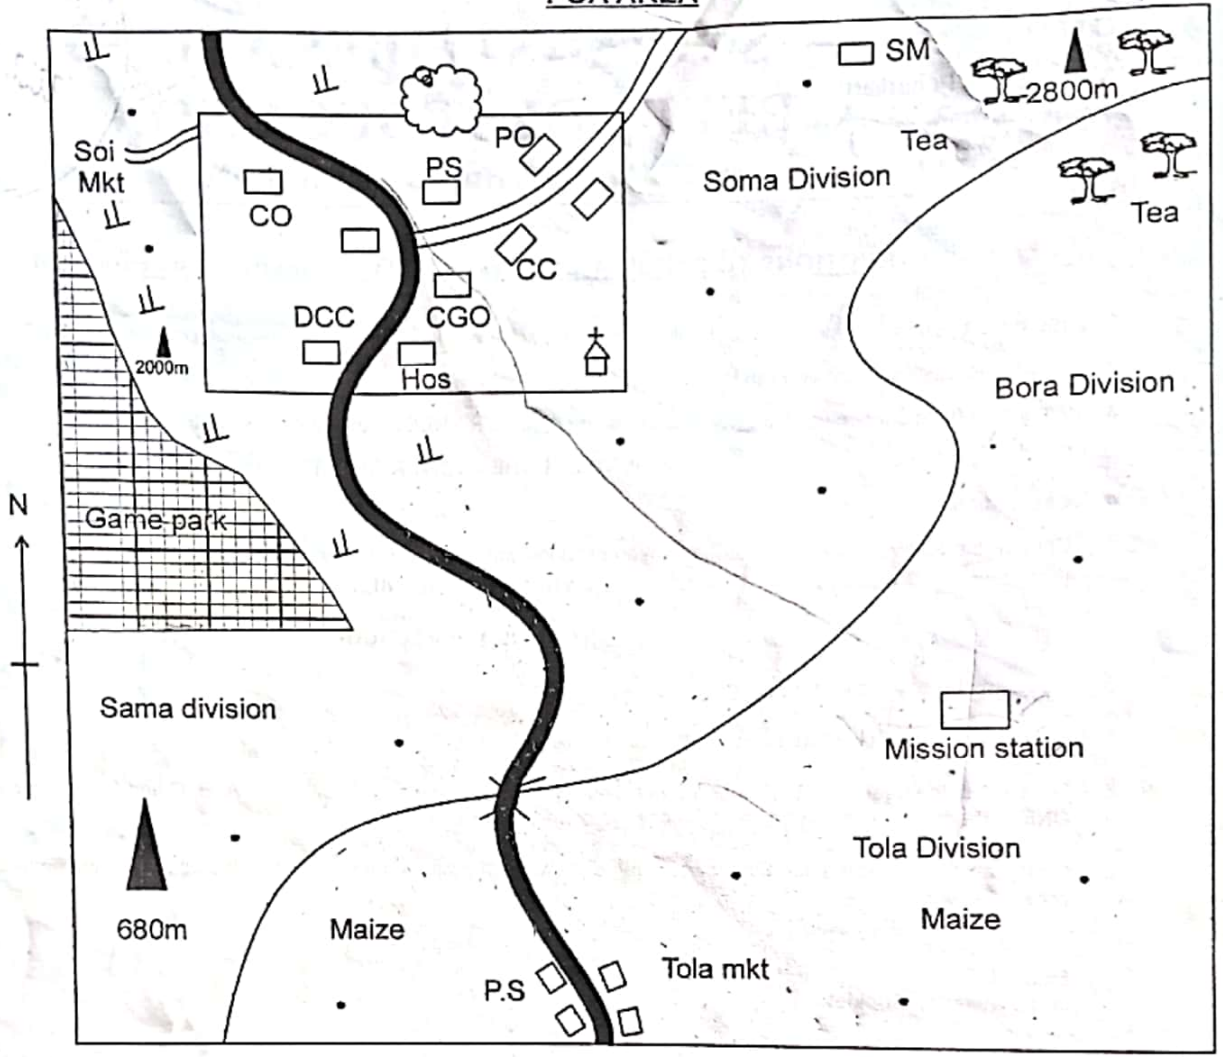 SM
2800m
Tea
PO
Soi
Mkt
PS
Soma Division
CO
Tea
CC
DCC
CGO
2000m
Hos
Bora Division
N
Game park
Sama division
Mission station
Tola Division
680m
Maize
Maize
Tola mkt
P.S